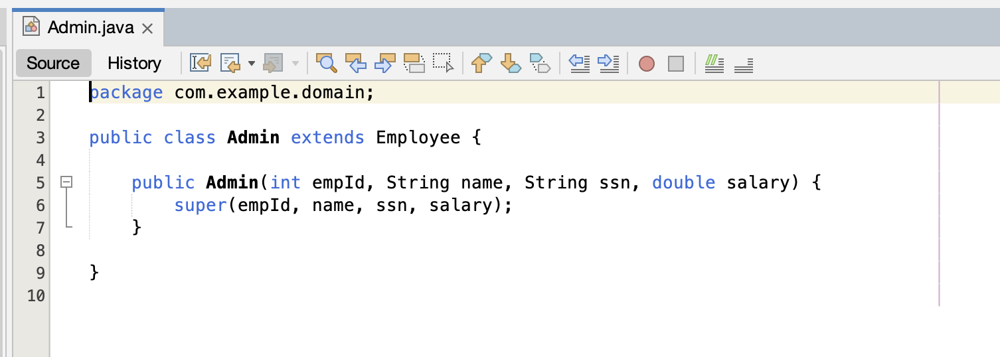 Admin.java
Source History
1 package com.example.domain;
2
3 public class Admin extends Employee {
4
5     public Admin(int empId, String name, String ssn, double salary) {
6         super(empId, name, ssn, salary);
7     }
8
9 }
10